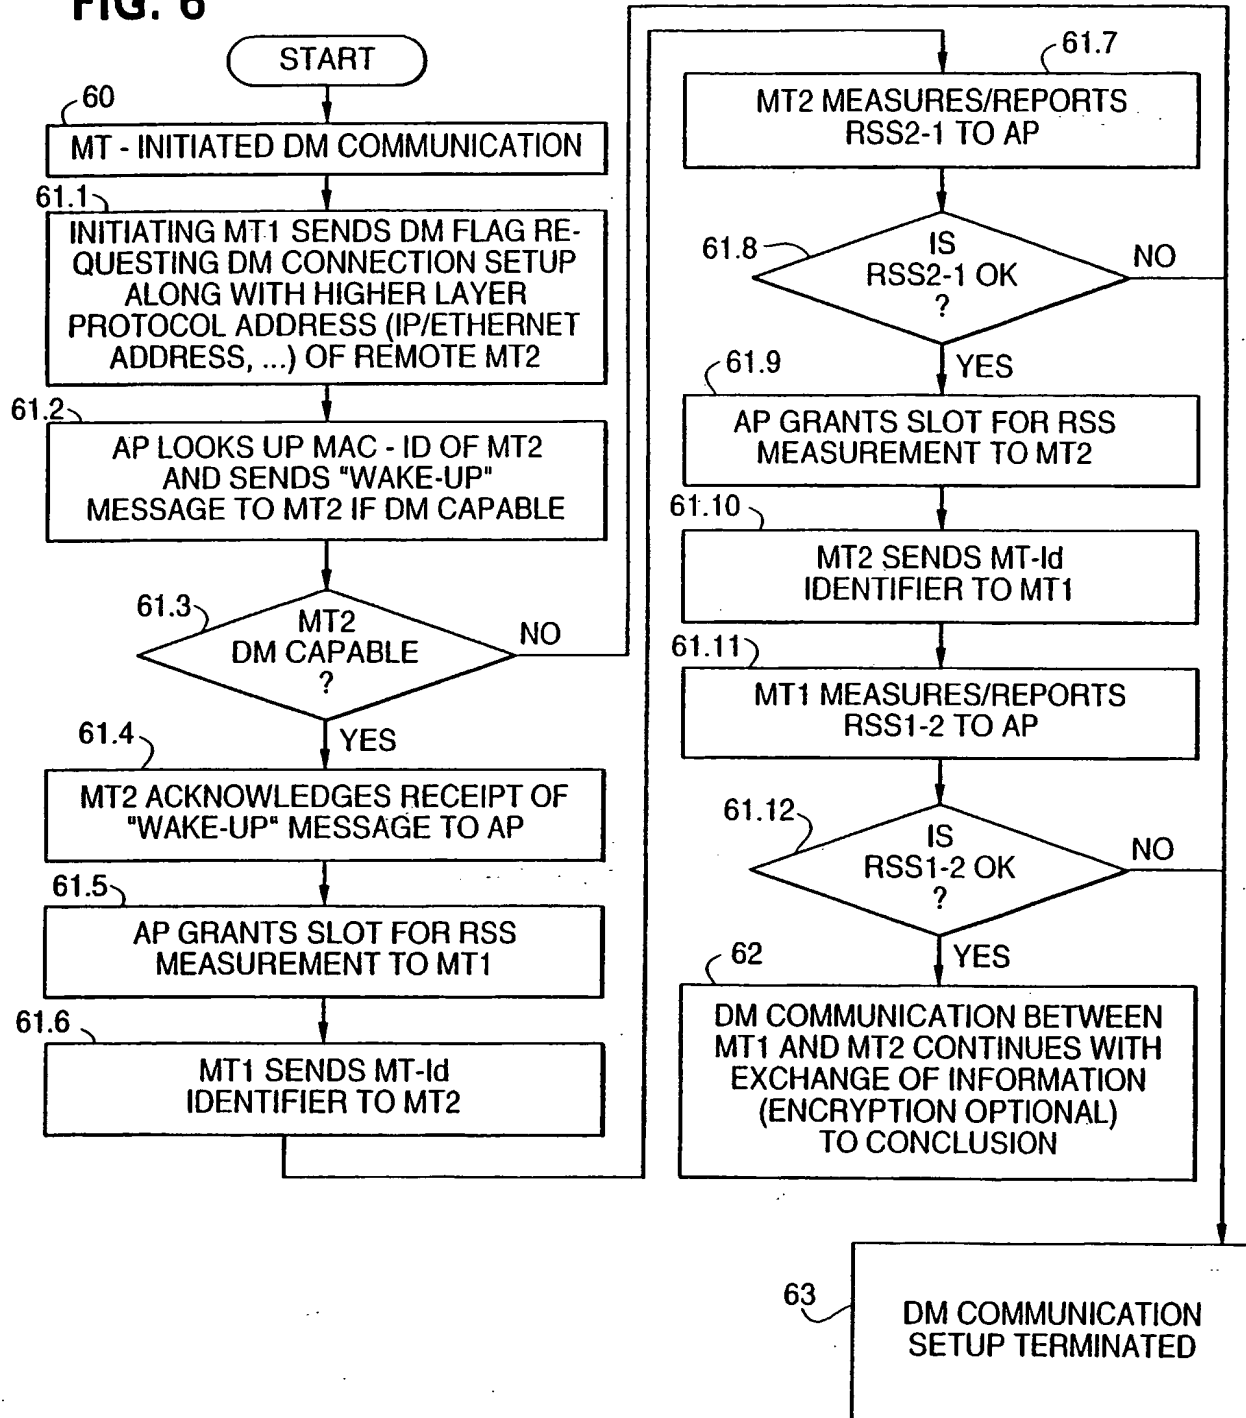 FIG. 6
START
60
MT - INITIATED DM COMMUNICATION
61.1
INITIATING MT1 SENDS DM FLAG RE-
QUESTING DM CONNECTION SETUP
ALONG WITH HIGHER LAYER
PROTOCOL ADDRESS (IP/ETHERNET
ADDRESS, ...) OF REMOTE MT2
61.2
AP LOOKS UP MAC - ID OF MT2
AND SENDS "WAKE-UP"
MESSAGE TO MT2 IF DM CAPABLE
61.3
MT2
DM CAPABLE
?
NO
YES
61.4
MT2 ACKNOWLEDGES RECEIPT OF
"WAKE-UP" MESSAGE TO AP
61.5
AP GRANTS SLOT FOR RSS
MEASUREMENT TO MT1
61.6
MT1 SENDS MT-Id
IDENTIFIER TO MT2
61.7
MT2 MEASURES/REPORTS
RSS2-1 TO AP
61.8
IS
RSS2-1 OK
?
NO
YES
61.9
AP GRANTS SLOT FOR RSS
MEASUREMENT TO MT2
61.10
MT2 SENDS MT-Id
IDENTIFIER TO MT1
61.11
MT1 MEASURES/REPORTS
RSS1-2 TO AP
61.12
IS
RSS1-2 OK
?
NO
YES
62
DM COMMUNICATION BETWEEN
MT1 AND MT2 CONTINUES WITH
EXCHANGE OF INFORMATION
(ENCRYPTION OPTIONAL)
TO CONCLUSION
63
DM COMMUNICATION
SETUP TERMINATED